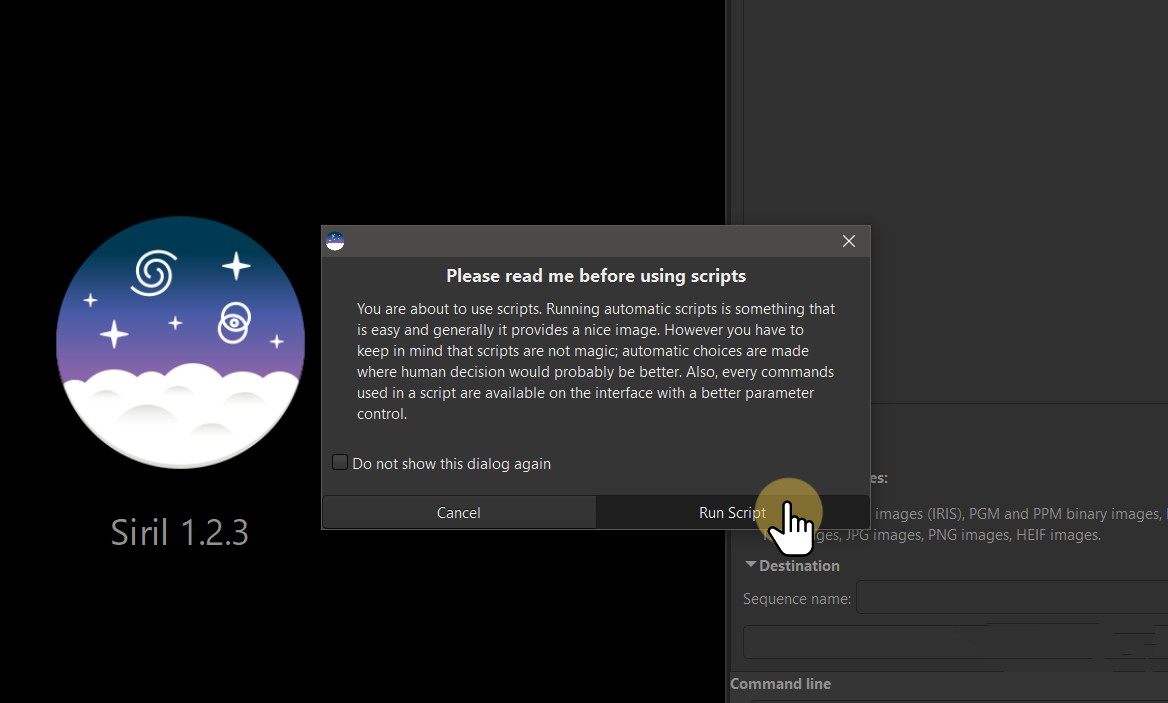 Please read me before using scripts
You are about to use scripts. Running automatic scripts is something that
is easy and generally it provides a nice image. However you have to
keep in mind that scripts are not magic; automatic choices are made
where human decision would probably be better. Also, every commands
used in a script are available on the interface with a better parameter
control.
Do not show this dialog again
Cancel
Run Script
Siril 1.2.3
es:
images (IRIS), PGM and PPM binary images,
JPG images, PNG images, HEIF images.
Destination
Sequence name:
Command line